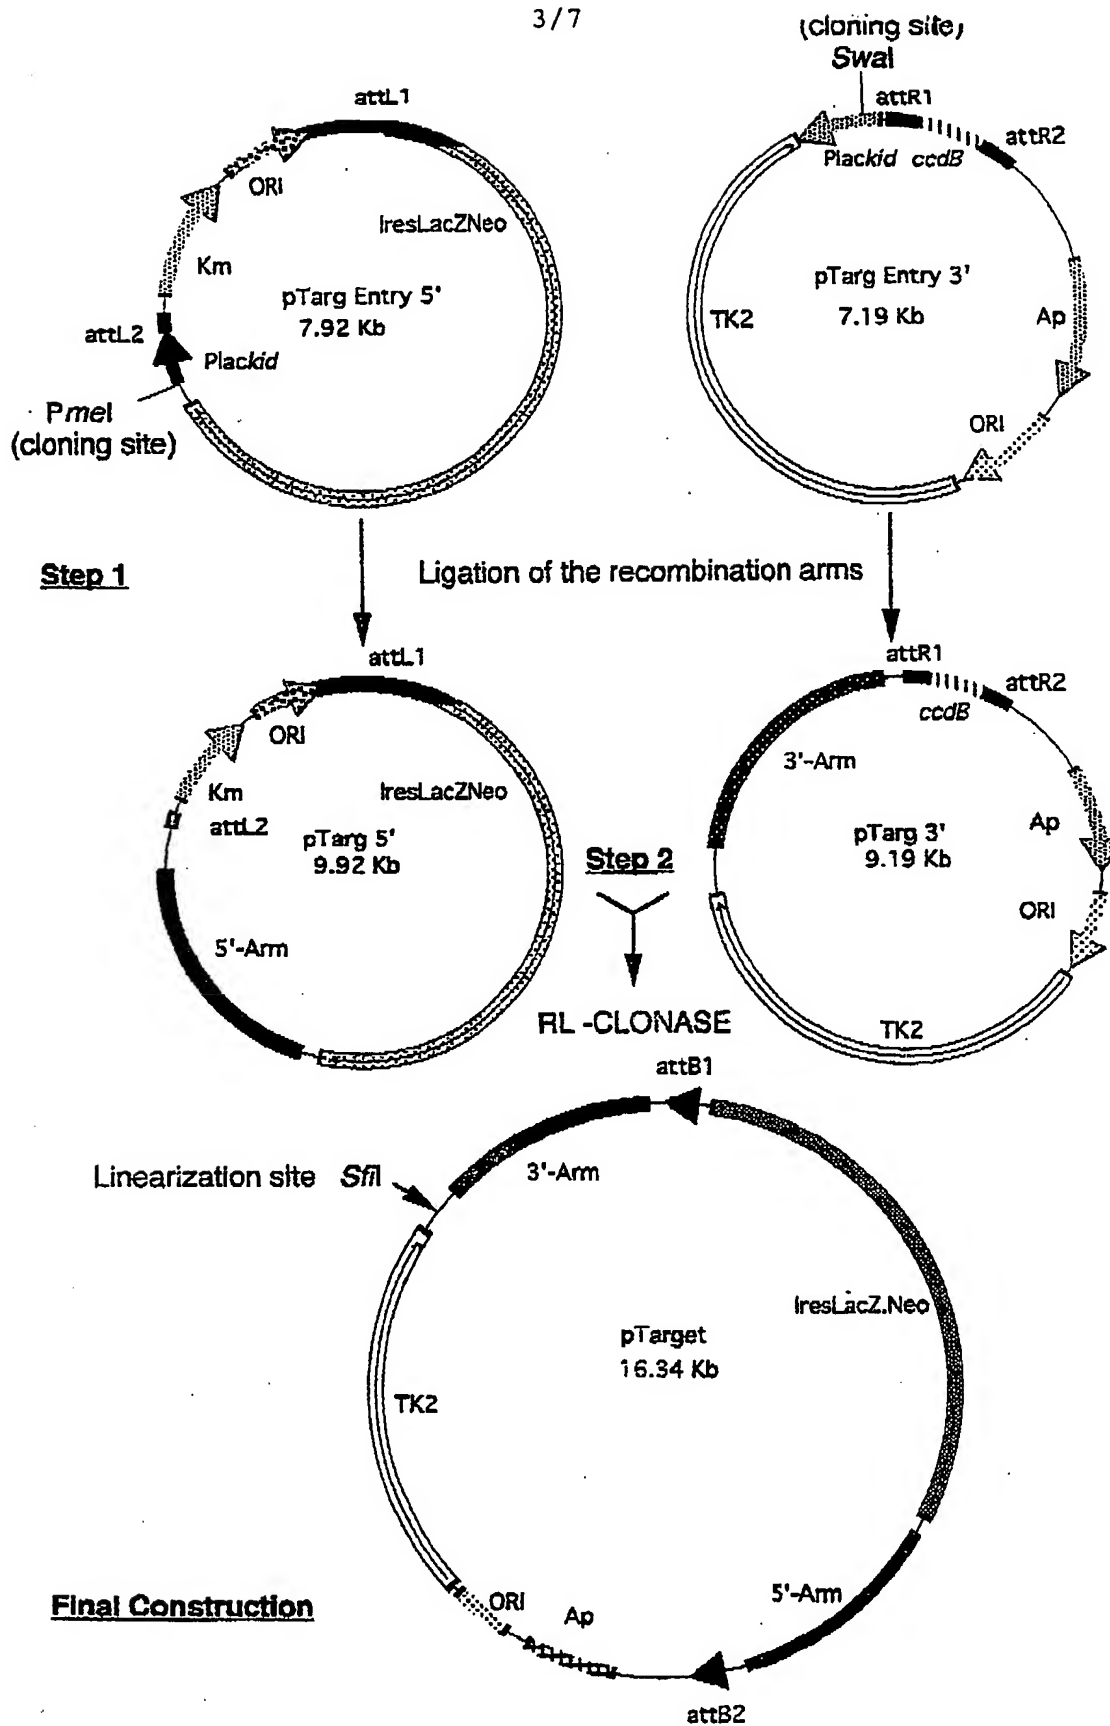 3/7
(cloning site)
SwaI
attL1
ORI
Km
IresLacZNeo
pTarg Entry 5'
7.92 Kb
attL2
Plackid
PmeI
(cloning site)
attR1
attR2
Plackid ccdB
pTarg Entry 3'
7.19 Kb
TK2
Ap
ORI
Step 1
Ligation of the recombination arms
attL1
ORI
Km
attL2
IresLacZNeo
pTarg 5'
9.92 Kb
5'-Arm
attR1
attR2
ccdB
3'-Arm
Ap
pTarg 3'
9.19 Kb
ORI
TK2
Step 2
RL-CLONASE
attB1
3'-Arm
Linearization site SfiI
IresLacZ.Neo
pTarget
16.34 Kb
TK2
5'-Arm
ORI
Ap
attB2
Final Construction